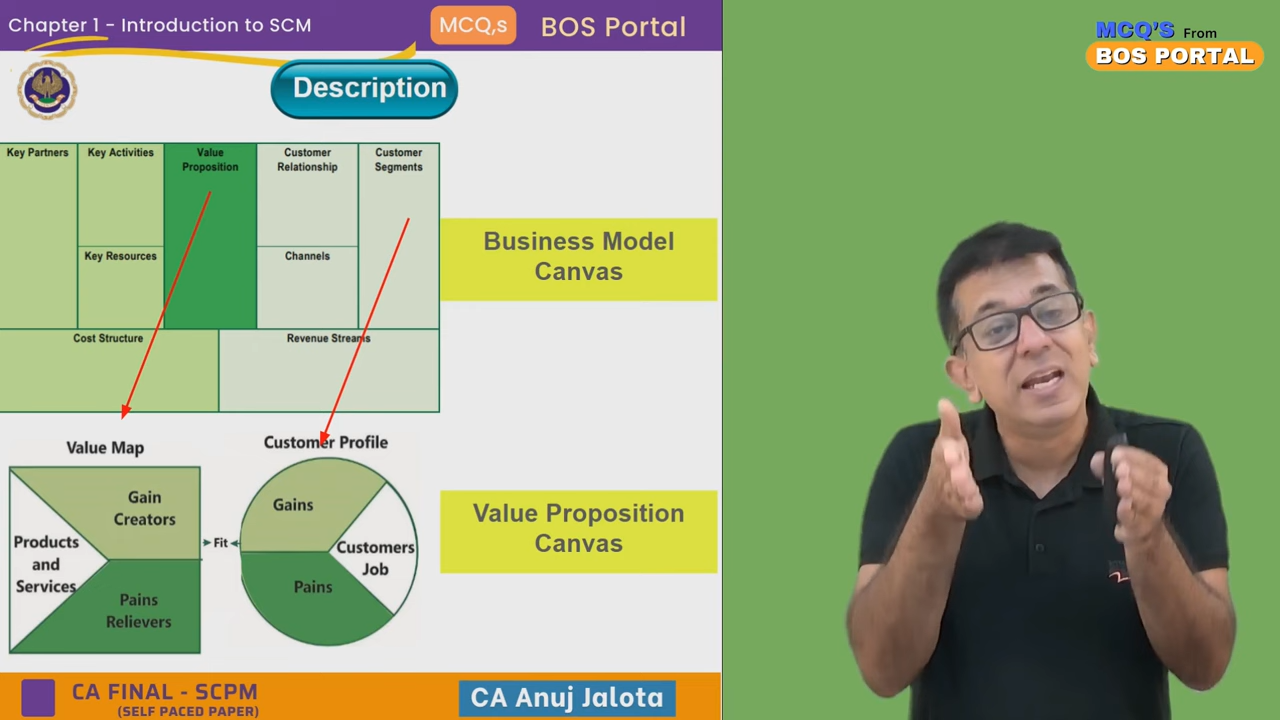 Chapter 1 - Introduction to SCM
MCQ,s
BOS Portal
MCQ'S From
BOS PORTAL
Description
Key Partners
Key Activities
Value
Proposition
Customer
Relationship
Customer
Segments
Key Resources
Channels
Cost Structure
Revenue Streams
Business Model
Canvas
Value Map
Customer Profile
Gain
Creators
Products
and
Services
Pains
Relievers
Fit
Gains
Customers
Job
Pains
Value Proposition
Canvas
CA FINAL - SCPM
(SELF PACED PAPER)
CA Anuj Jalota